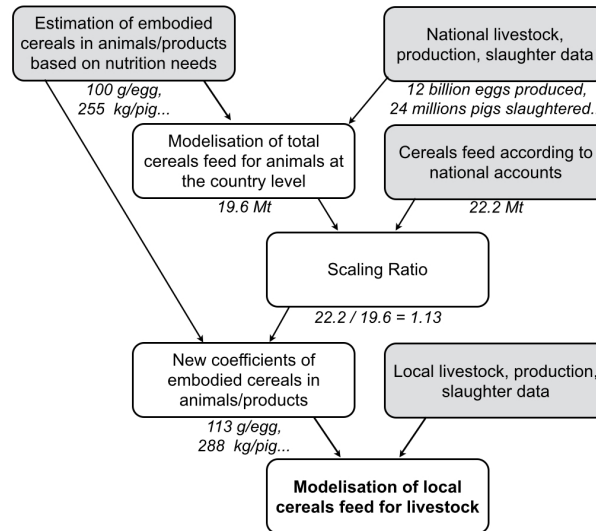 Estimation of embodied
cereals in animals/products
based on nutrition needs
National livestock,
production, slaughter data
100 g/egg,
255 kg/pig...
12 billion eggs produced,
24 millions pigs slaughtered...
Modelisation of total
cereals feed for animals at
the country level
Cereals feed according to
national accounts
19.6 Mt
22.2 Mt
Scaling Ratio
22.2 / 19.6 = 1.13
New coefficients of
embodied cereals in
animals/products
Local livestock, production,
slaughter data
113 g/egg,
288 kg/pig...
Modelisation of local
cereals feed for livestock